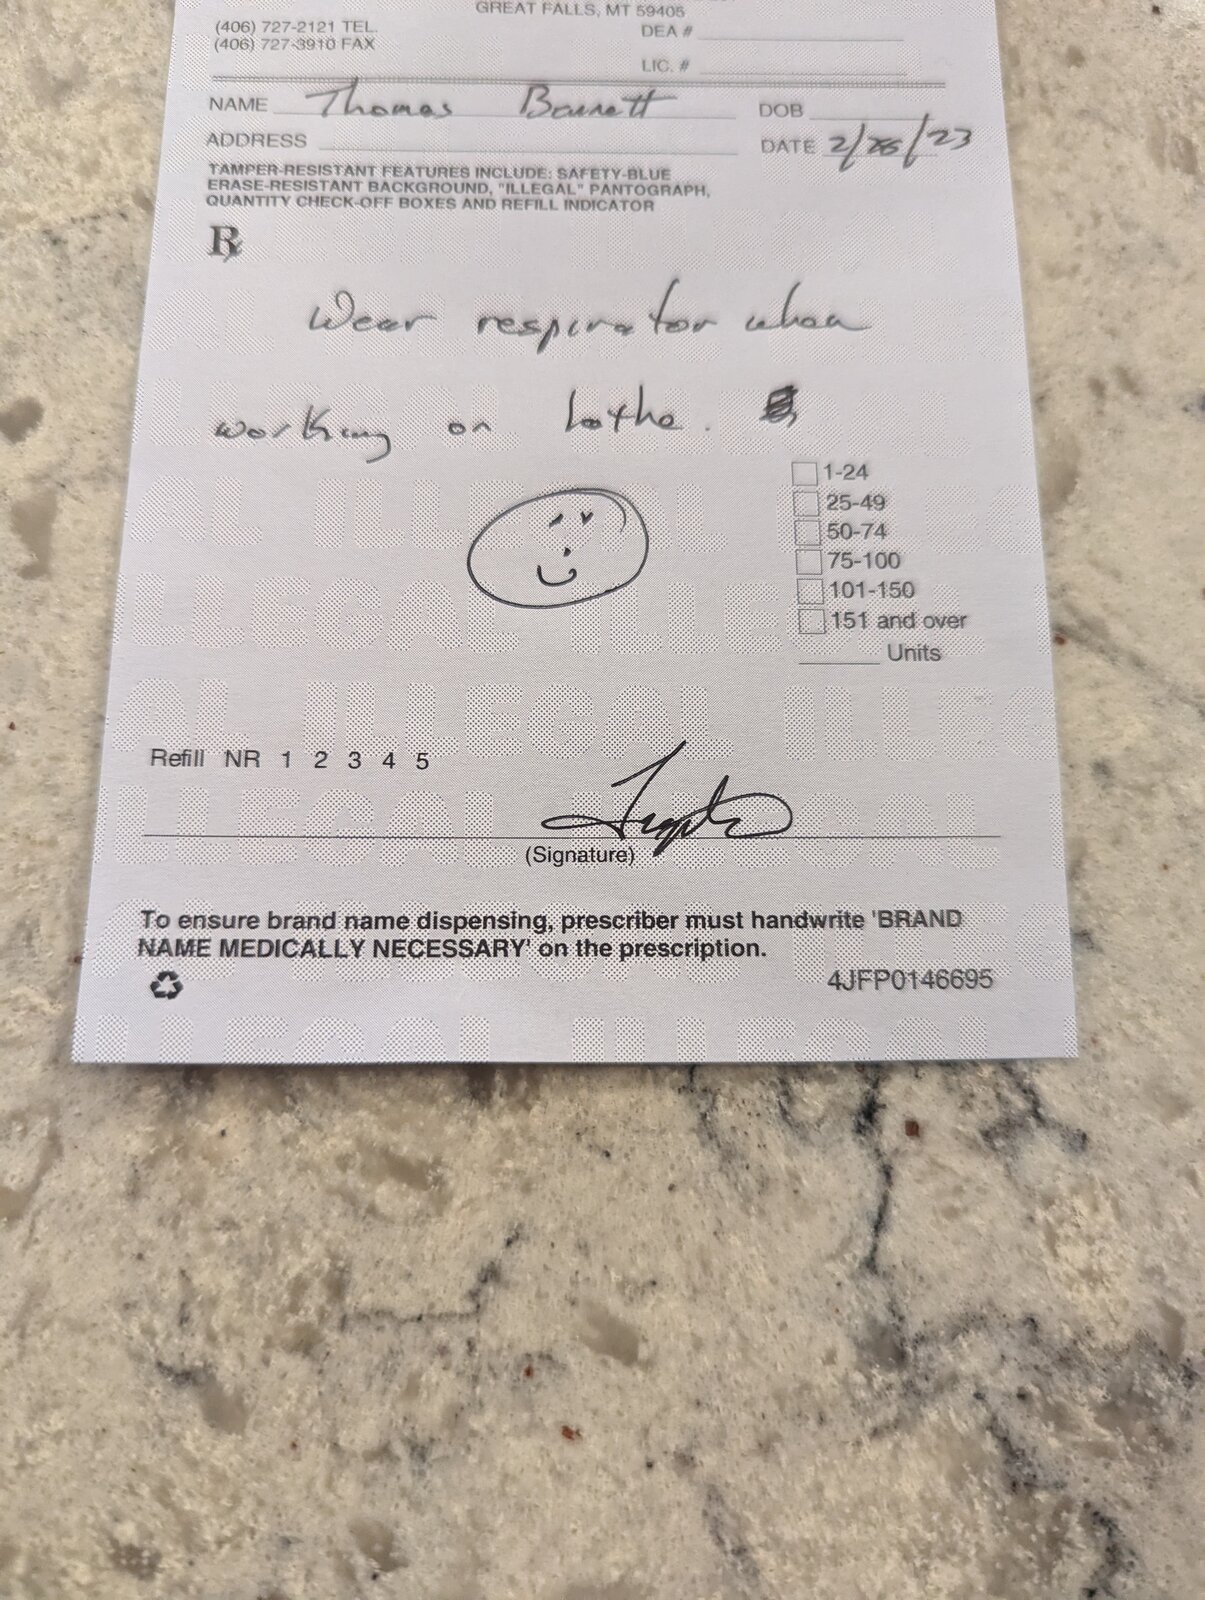 GREAT FALLS, MT 59405
(406) 727-2121 TEL.
(406) 727-3910 FAX
DEA #
LIC. #
NAME Thomas Barrett DOB
ADDRESS DATE 2/26/23
TAMPER-RESISTANT FEATURES INCLUDE: SAFETY-BLUE
ERASE-RESISTANT BACKGROUND, "ILLEGAL" PANTOGRAPH,
QUANTITY CHECK-OFF BOXES AND REFILL INDICATOR
Rx
Wear respirator when
working on lathe.
1-24
25-49
50-74
75-100
101-150
151 and over
Units
Refill NR 1 2 3 4 5
(Signature)
To ensure brand name dispensing, prescriber must handwrite 'BRAND
NAME MEDICALLY NECESSARY' on the prescription.
4JFP0146695